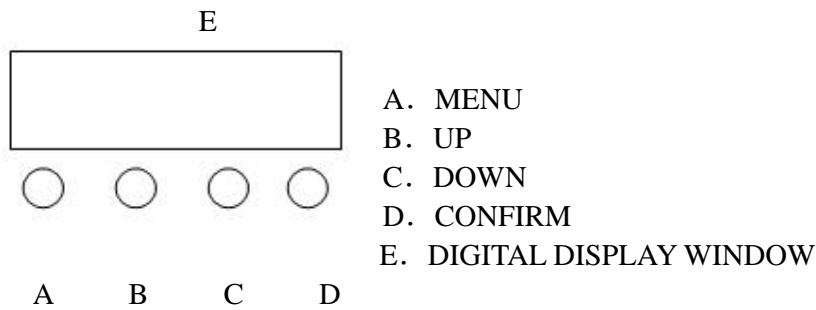 E
A．MENU
B．UP
C．DOWN
D．CONFIRM
E．DIGITAL DISPLAY WINDOW
A B C D